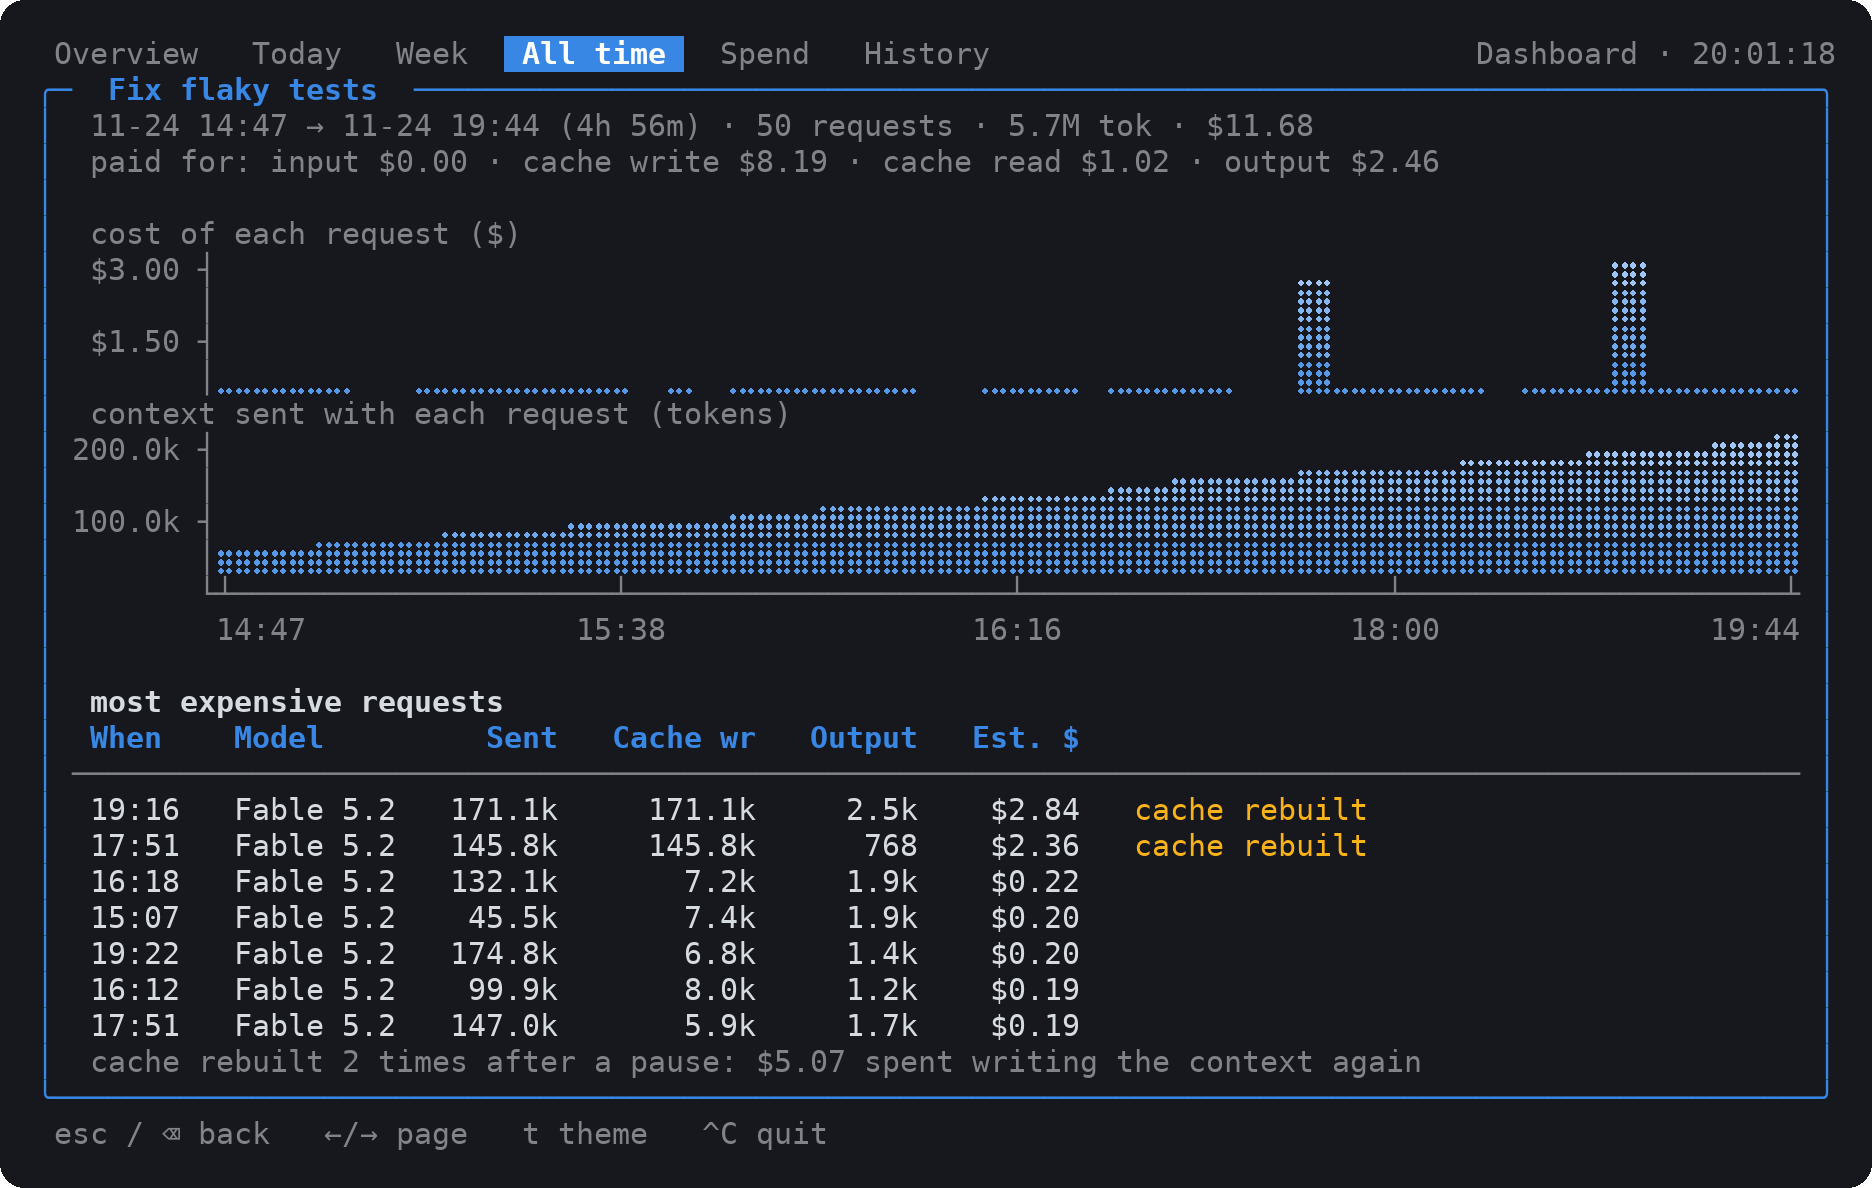 Overview Today Week All time Spend History Dashboard · 20:01:18
Fix flaky tests
11-24 14:47 → 11-24 19:44 (4h 56m) · 50 requests · 5.7M tok · $11.68
paid for: input $0.00 · cache write $8.19 · cache read $1.02 · output $2.46
cost of each request ($)
$3.00
$1.50
context sent with each request (tokens)
200.0k
100.0k
14:47 15:38 16:16 18:00 19:44
most expensive requests
When Model Sent Cache wr Output Est. $
19:16 Fable 5.2 171.1k 171.1k 2.5k $2.84 cache rebuilt
17:51 Fable 5.2 145.8k 145.8k 768 $2.36 cache rebuilt
16:18 Fable 5.2 132.1k 7.2k 1.9k $0.22
15:07 Fable 5.2 45.5k 7.4k 1.9k $0.20
19:22 Fable 5.2 174.8k 6.8k 1.4k $0.20
16:12 Fable 5.2 99.9k 8.0k 1.2k $0.19
17:51 Fable 5.2 147.0k 5.9k 1.7k $0.19
cache rebuilt 2 times after a pause: $5.07 spent writing the context again
esc / ⌫ back ←/→ page t theme ^C quit